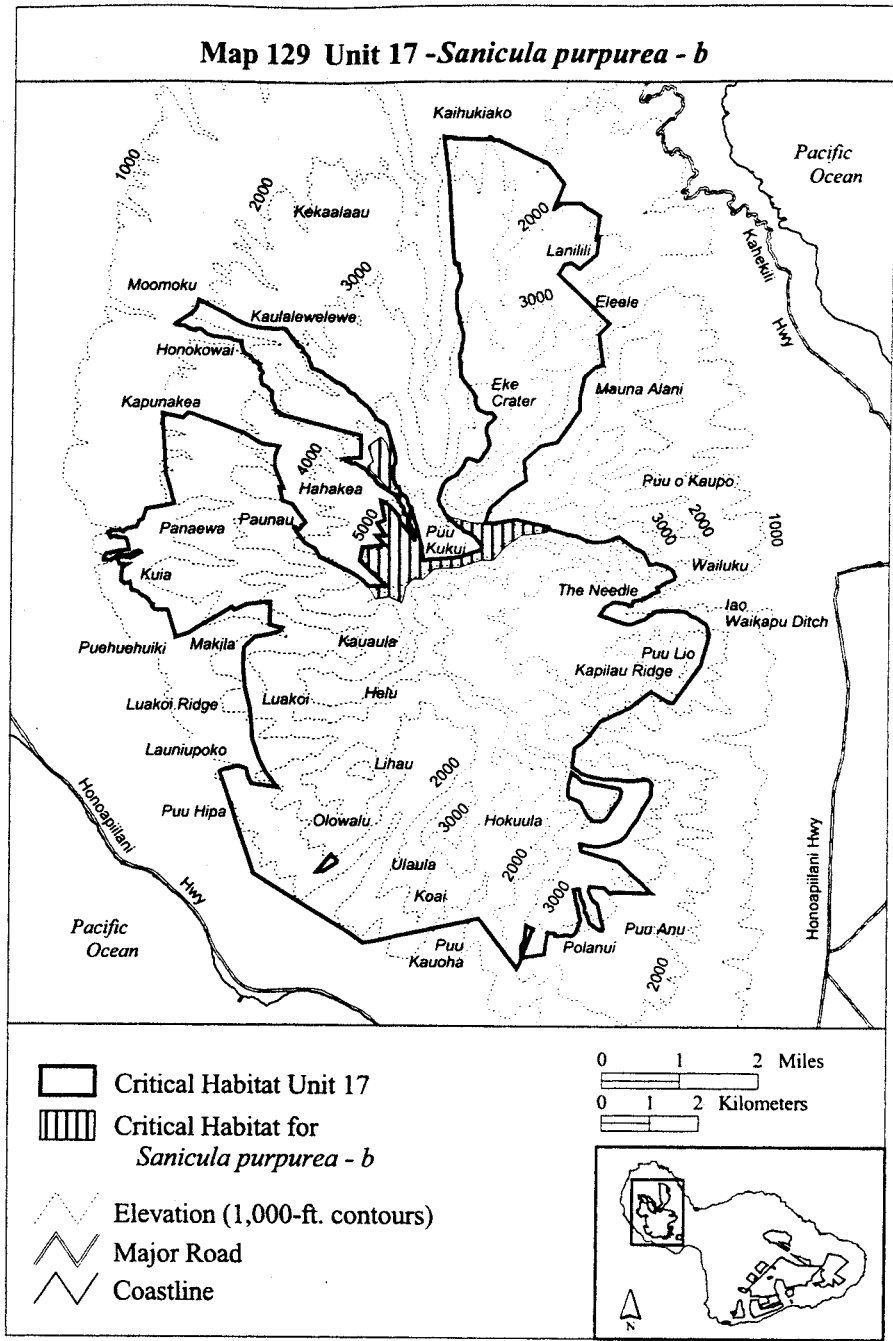 Map 129 Unit 17 -Sanicula purpurea - b
Kaihukiako
Pacific
Ocean
1000
2000
Kekaalaau
2000
Lanilili
Kahekili
Hwy
3000
Moomoku
Kaulalewelewe
3000
Eleele
Honokowai
Eke
Crater
Mauna Alani
Kapunakea
4000
Hahakea
Puu o Kaupo
Panaewa
Paunau
5000
Puu
Kukui
3000
2000
1000
Wailuku
Kuia
The Needle
Iao
Waikapu Ditch
Puehuehuiki
Makila
Kauaula
Puu Lio
Kapilau Ridge
Luakoi Ridge
Luakoi
Helu
Launiupoko
Lihau
2000
Honoapiilani
Hwy
Puu Hipa
Olowalu
3000
Hokuula
Honoapiilani Hwy
Ulaula
2000
Koai
3000
Pacific
Ocean
Puu
Kauoha
Polanui
Puu Anu
2000
0 1 2 Miles
Critical Habitat Unit 17
0 1 2 Kilometers
Critical Habitat for
Sanicula purpurea - b
Elevation (1,000-ft. contours)
Major Road
Coastline
N